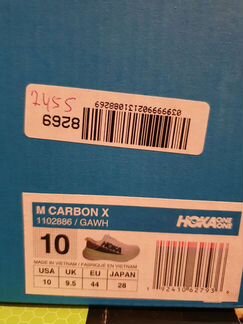 2455
0399999602131088269
8269
M CARBON X
1102886 / GAWH
HOKA ONE ONE
10
MADE IN VIETNAM / FABRIQUÉ EN VIETNAM
USA UK EU JAPAN
10 9.5 44 28